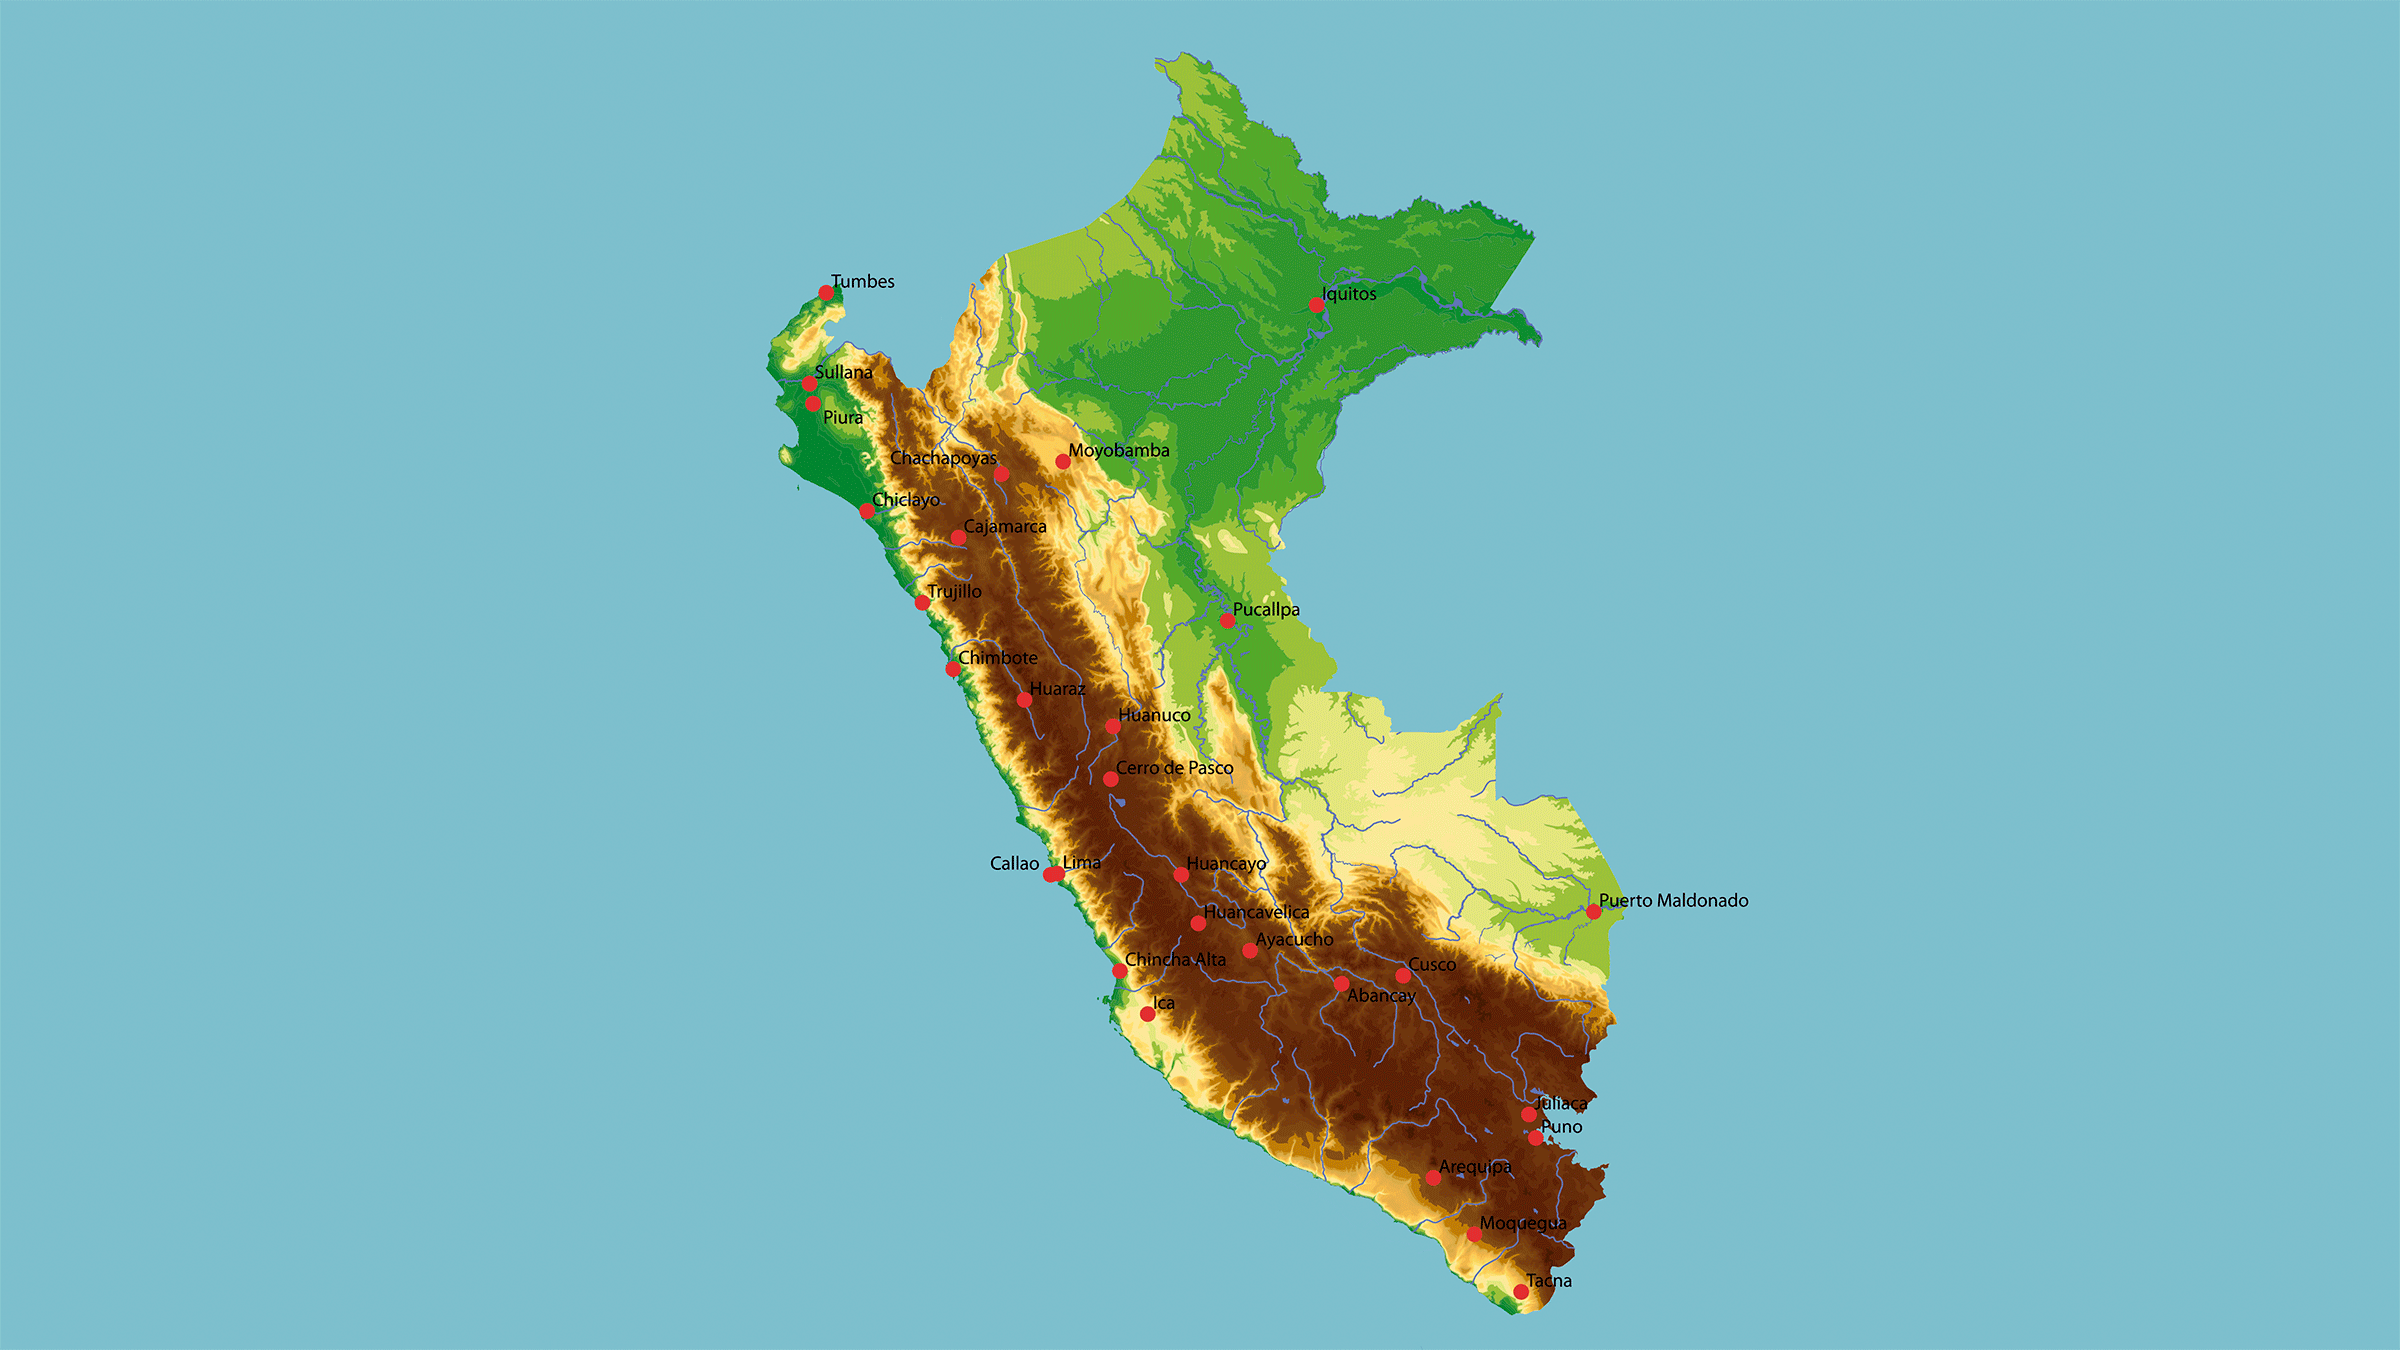 Tumbes
Iquitos
Sullana
Piura
Moyobamba
Chachapoyas
Chiclayo
Cajamarca
Trujillo
Pucallpa
Chimbote
Huaraz
Huanuco
Cerro de Pasco
Callao
Lima
Huancayo
Puerto Maldonado
Huancavelica
Ayacucho
Chincha Alta
Cusco
Abancay
Ica
Juliaca
Puno
Arequipa
Moquegua
Tacna